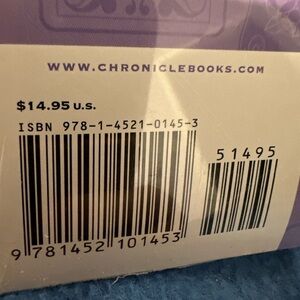 WWW.CHRONICLEBOOKS.COM
$14.95 U.S.
ISBN 978-1-4521-0145-3
51495
9 781452 101453